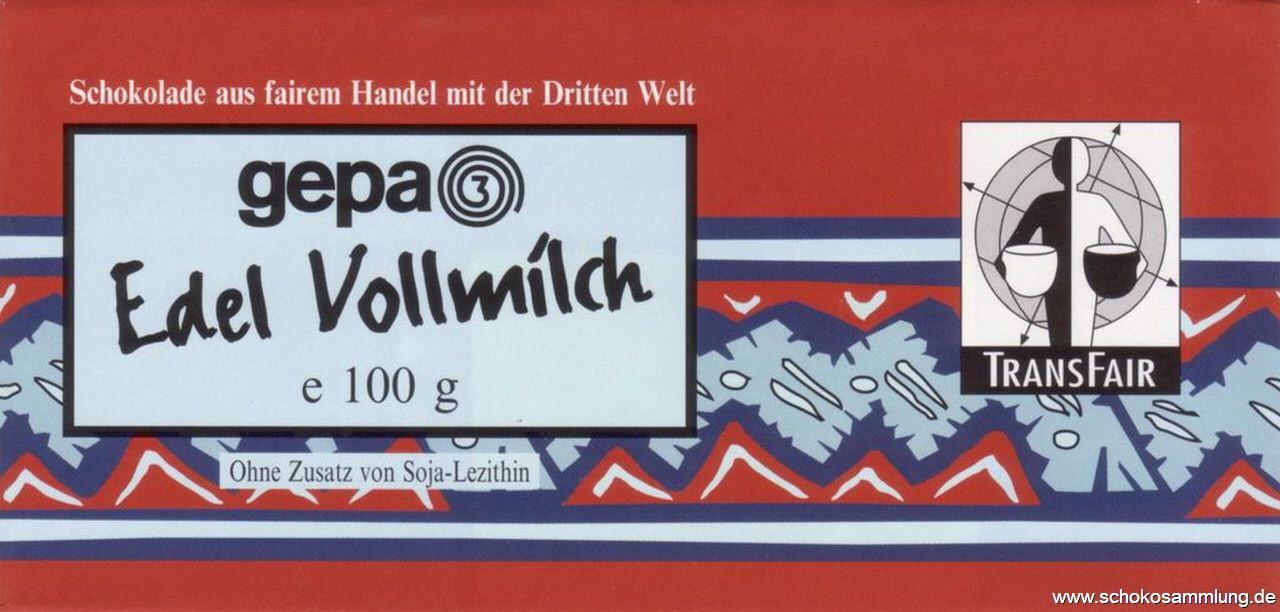 Schokolade aus fairem Handel mit der Dritten Welt
gepa 3
Edel Vollmilch
e 100 g
TRANSFAIR
Ohne Zusatz von Soja-Lezithin
www.schokosammlung.de